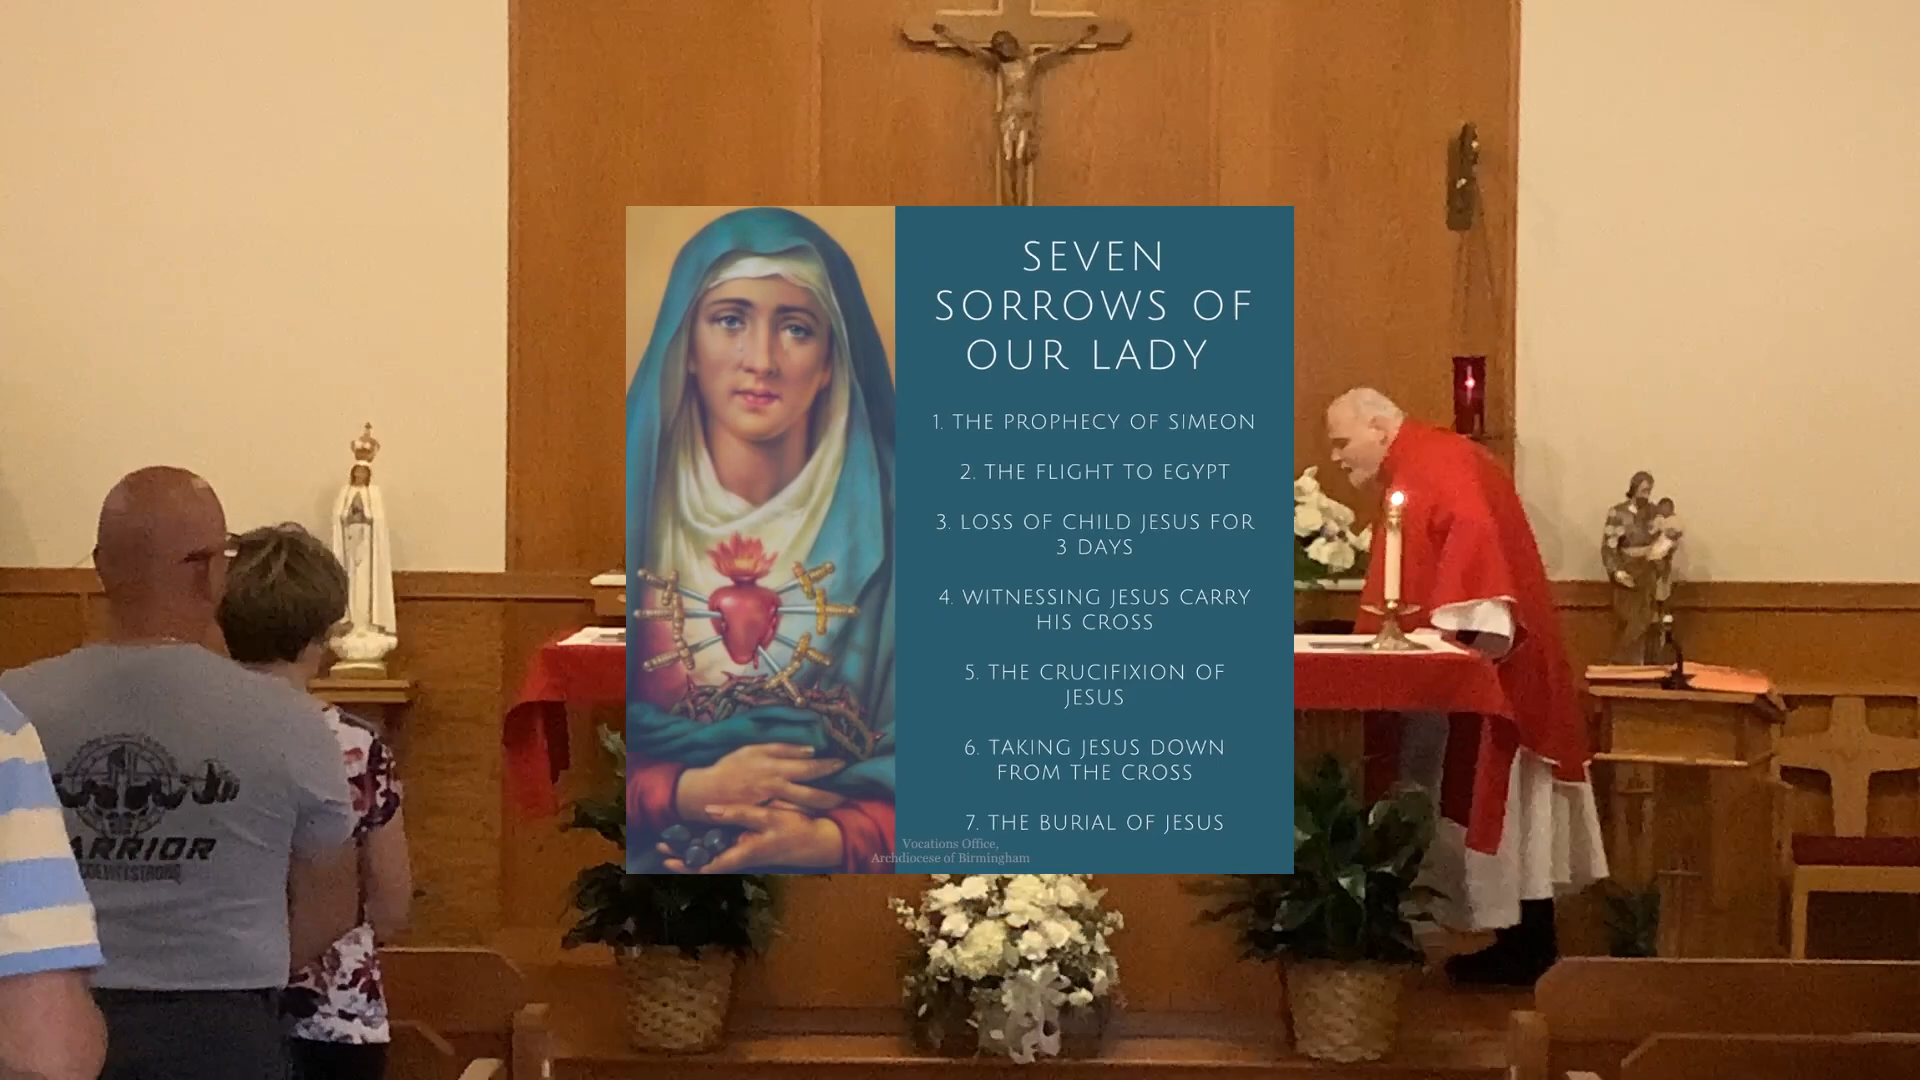 SEVEN
SORROWS OF
OUR LADY
1. THE PROPHECY OF SIMEON
2. THE FLIGHT TO EGYPT
3. LOSS OF CHILD JESUS FOR
3 DAYS
4. WITNESSING JESUS CARRY
HIS CROSS
5. THE CRUCIFIXION OF
JESUS
6. TAKING JESUS DOWN
FROM THE CROSS
7. THE BURIAL OF JESUS
Vocations Office,
Archdiocese of Birmingham
ARRIOR